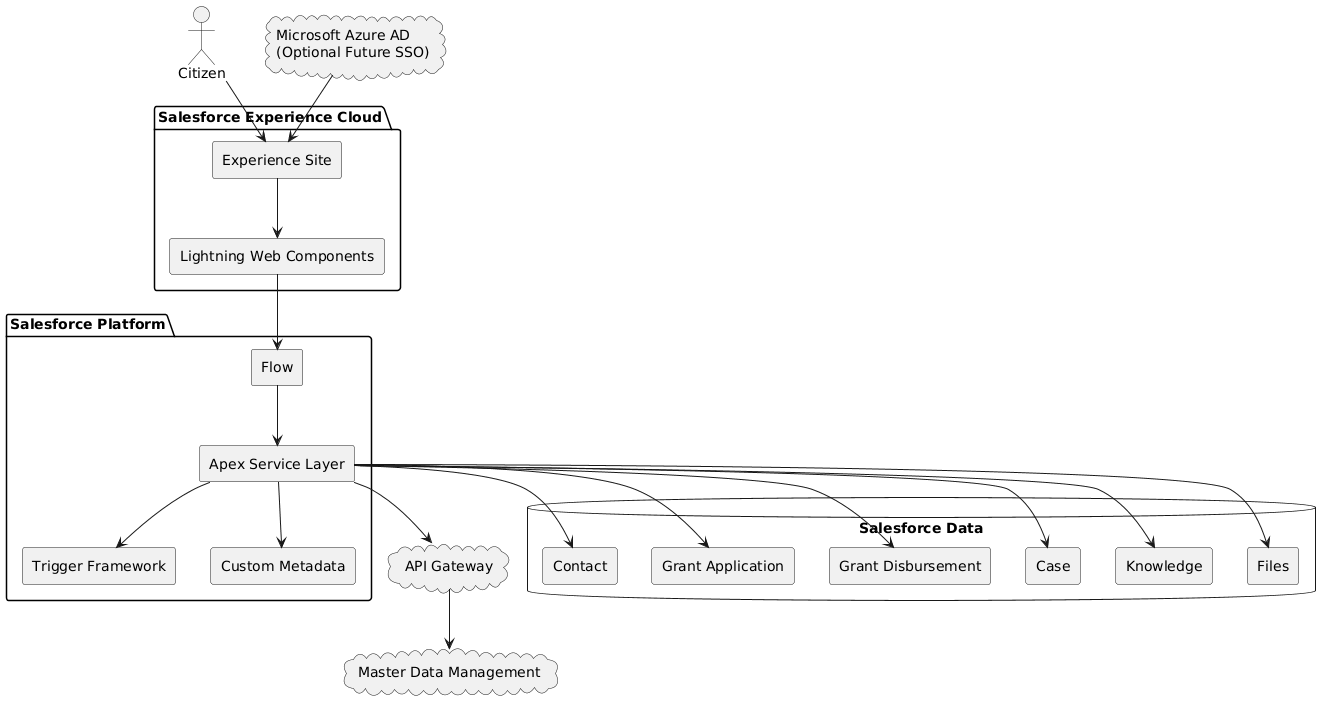 Microsoft Azure AD
(Optional Future SSO)
Citizen
Salesforce Experience Cloud
Experience Site
Lightning Web Components
Salesforce Platform
Flow
Apex Service Layer
Salesforce Data
Trigger Framework
Custom Metadata
API Gateway
Contact
Grant Application
Grant Disbursement
Case
Knowledge
Files
Master Data Management